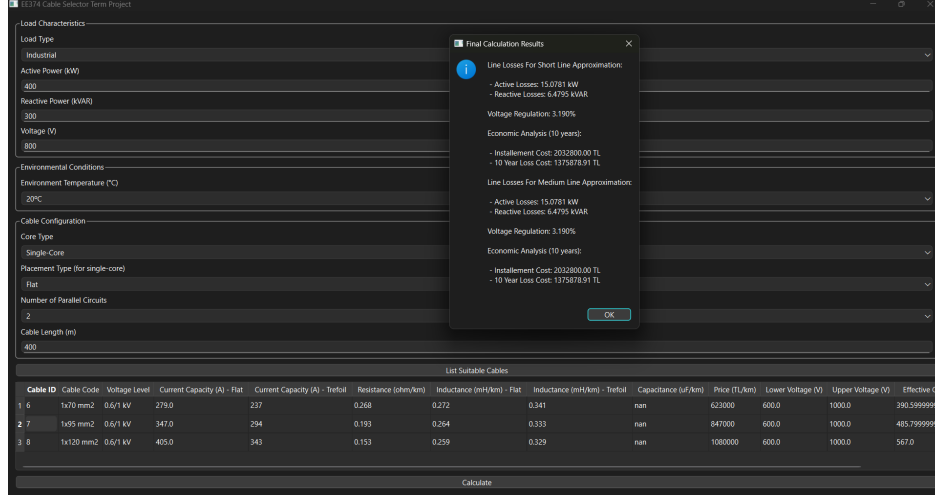 EE374 Cable Selector Term Project
Load Characteristics
Load Type
Industrial
Active Power (kW)
400
Reactive Power (kVAR)
300
Voltage (V)
800
Environmental Conditions
Environment Temperature (°C)
20°C
Cable Configuration
Core Type
Single-Core
Placement Type (for single-core)
Flat
Number of Parallel Circuits
2
Cable Length (m)
400
Final Calculation Results
Line Losses For Short Line Approximation:
- Active Losses: 15.0781 kW
- Reactive Losses: 6.4795 kVAR
Voltage Regulation: 3.190%
Economic Analysis (10 years):
- Installement Cost: 2032800.00 TL
- 10 Year Loss Cost: 1375878.91 TL
Line Losses For Medium Line Approximation:
- Active Losses: 15.0781 kW
- Reactive Losses: 6.4795 kVAR
Voltage Regulation: 3.190%
Economic Analysis (10 years):
- Installement Cost: 2032800.00 TL
- 10 Year Loss Cost: 1375878.91 TL
OK
List Suitable Cables
Cable ID Cable Code Voltage Level Current Capacity (A) - Flat Current Capacity (A) - Trefoil Resistance (ohm/km) Inductance (mH/km) - Flat Inductance (mH/km) - Trefoil Capacitance (uF/km) Price (TL/km) Lower Voltage (V) Upper Voltage (V) Effective
1 6 1x70 mm2 0.6/1 kV 279.0 237 0.268 0.272 0.341 nan 623000 600.0 1000.0 390.599999
2 7 1x95 mm2 0.6/1 kV 347.0 294 0.193 0.264 0.333 nan 847000 600.0 1000.0 485.799999
3 8 1x120 mm2 0.6/1 kV 405.0 343 0.153 0.259 0.329 nan 1080000 600.0 1000.0 567.0
Calculate